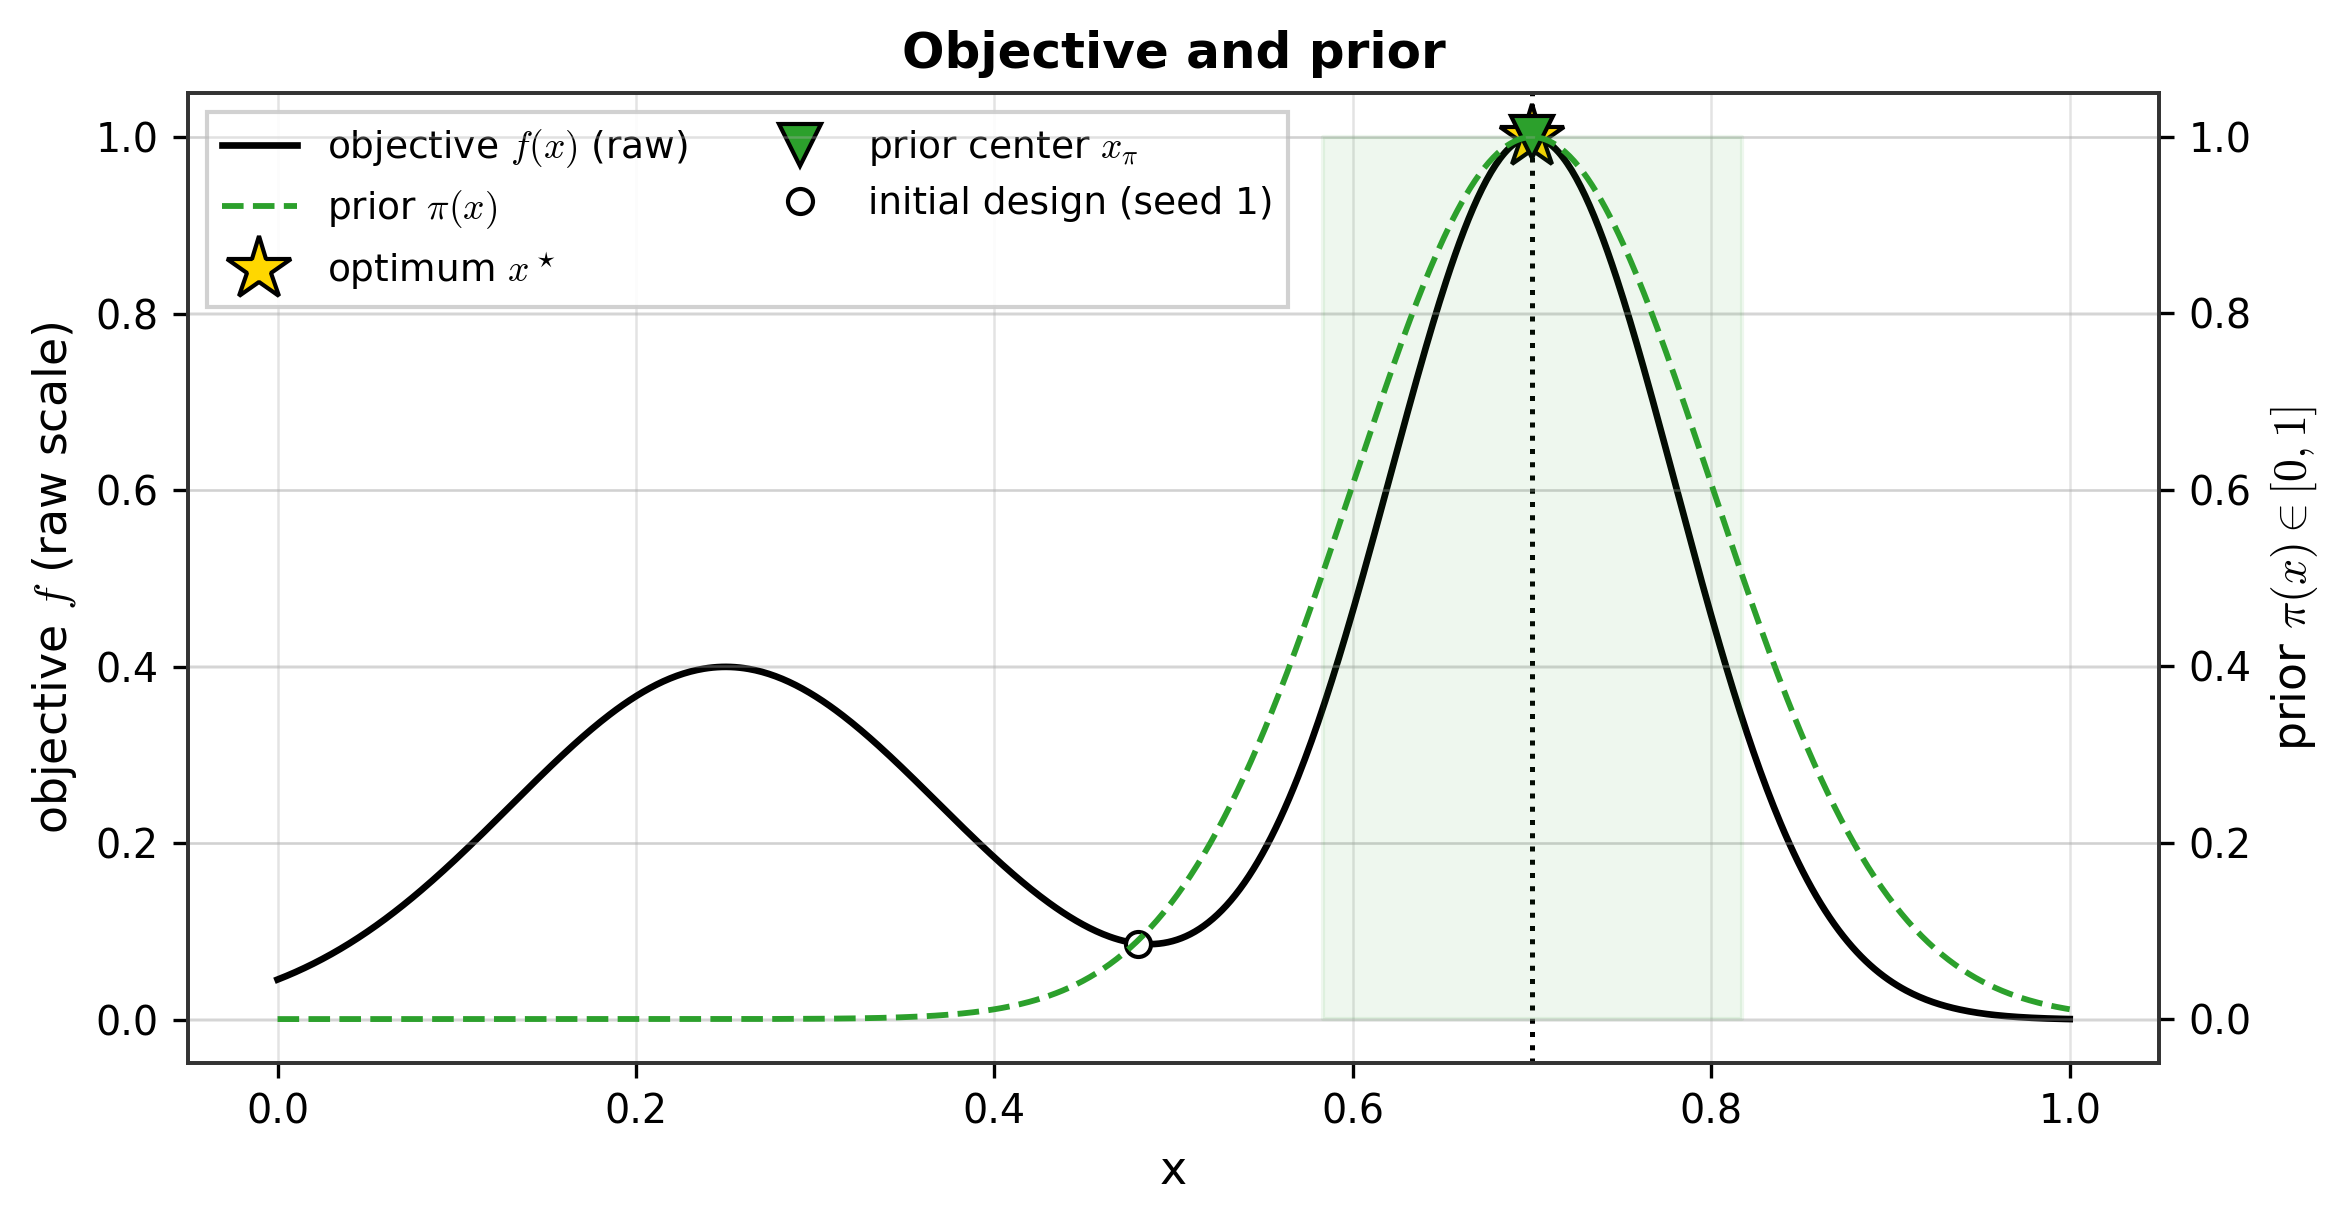 Objective and prior
objective f(x) (raw)
prior π(x)
optimum x⋆
prior center xπ
initial design (seed 1)
objective f (raw scale)
1.0
0.8
0.6
0.4
0.2
0.0
prior π(x) ∈ [0, 1]
1.0
0.8
0.6
0.4
0.2
0.0
0.0 0.2 0.4 0.6 0.8 1.0
x